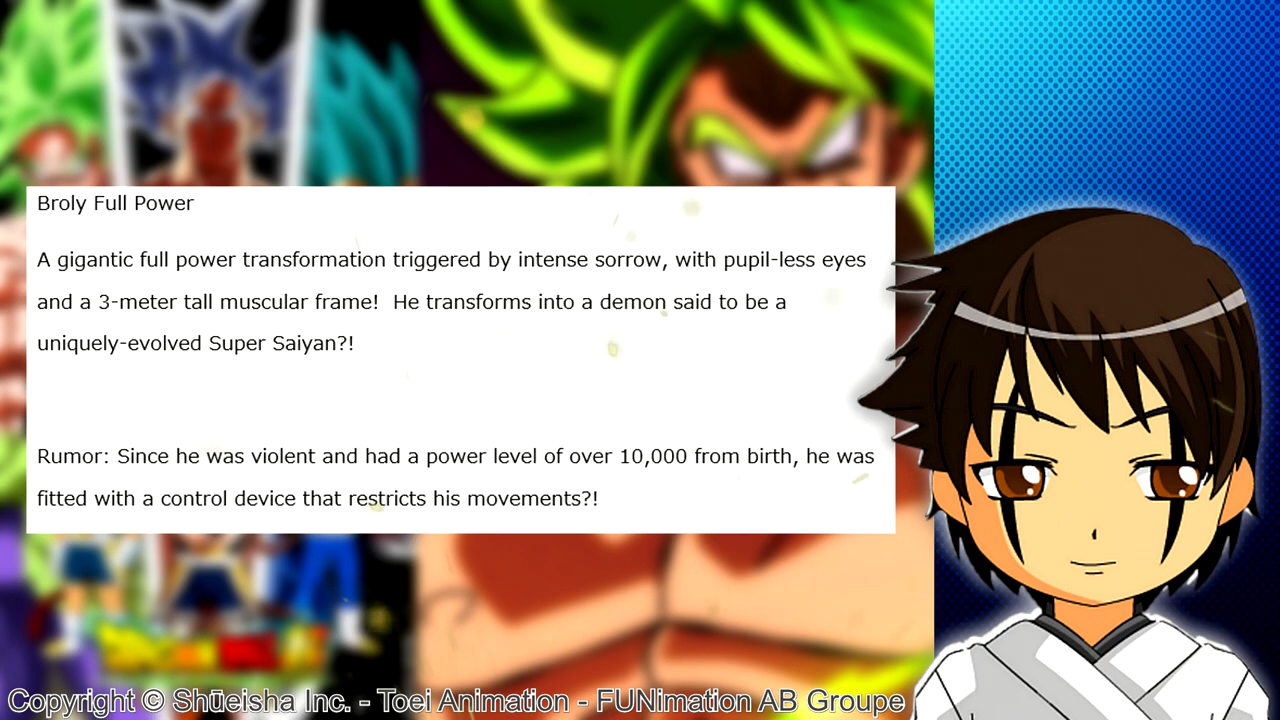 Broly Full Power
A gigantic full power transformation triggered by intense sorrow, with pupil-less eyes
and a 3-meter tall muscular frame!  He transforms into a demon said to be a
uniquely-evolved Super Saiyan?!
Rumor: Since he was violent and had a power level of over 10,000 from birth, he was
fitted with a control device that restricts his movements?!
Copyright © Shūeisha Inc. - Toei Animation - FUNimation AB Groupe